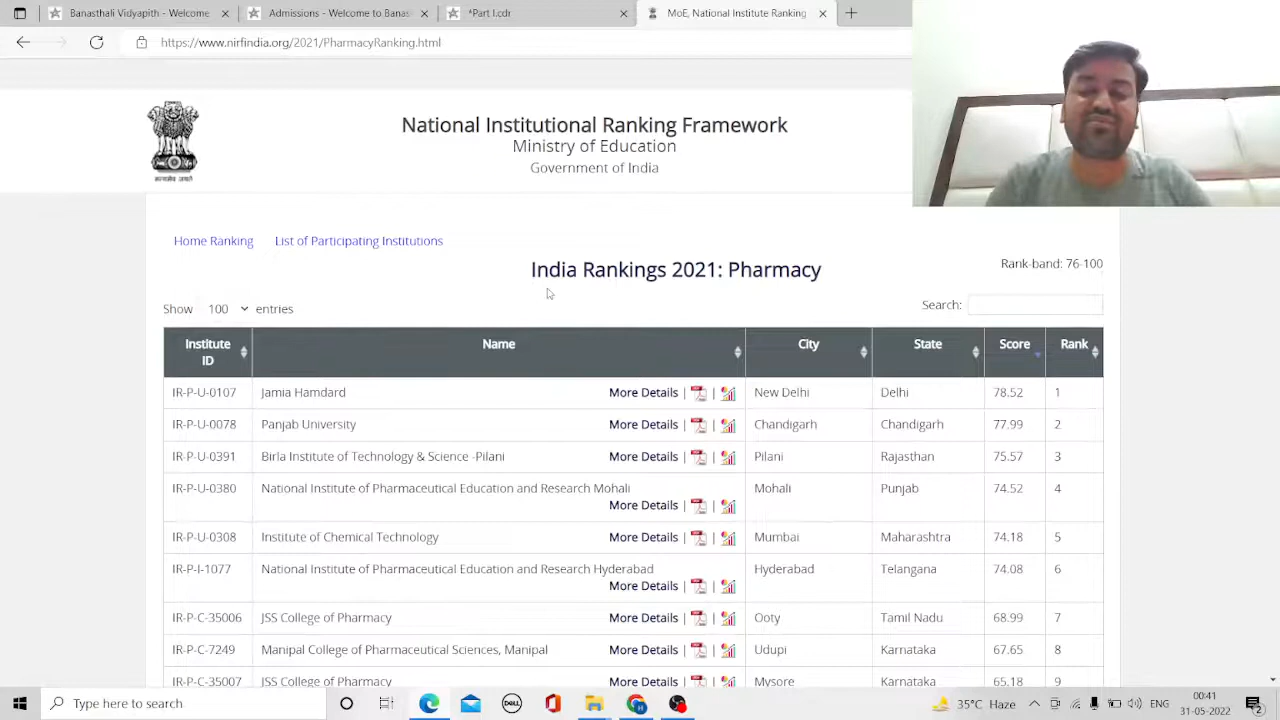 Banasthali Vidyapith - Welcome
Admissions - Welcome to Banas
*Part I.cdr
MoE, National Institute Ranking
https://www.nirfindia.org/2021/PharmacyRanking.html
National Institutional Ranking Framework
Ministry of Education
Government of India
सत्यमेव जयते
Home Ranking List of Participating Institutions
India Rankings 2021: Pharmacy
Rank-band: 76-100
Show 100 entries
Search:
Institute ID Name City State Score Rank
IR-P-U-0107 Jamia Hamdard More Details | | New Delhi Delhi 78.52 1
IR-P-U-0078 Panjab University More Details | | Chandigarh Chandigarh 77.99 2
IR-P-U-0391 Birla Institute of Technology & Science -Pilani More Details | | Pilani Rajasthan 75.57 3
IR-P-U-0380 National Institute of Pharmaceutical Education and Research Mohali Mohali Punjab 74.52 4
More Details | |
IR-P-U-0308 Institute of Chemical Technology More Details | | Mumbai Maharashtra 74.18 5
IR-P-I-1077 National Institute of Pharmaceutical Education and Research Hyderabad Hyderabad Telangana 74.08 6
More Details | |
IR-P-C-35006 JSS College of Pharmacy More Details | | Ooty Tamil Nadu 68.99 7
IR-P-C-7249 Manipal College of Pharmaceutical Sciences, Manipal More Details | | Udupi Karnataka 67.65 8
IR-P-C-35007 JSS College of Pharmacy More Details | | Mysore Karnataka 65.18 9
Type here to search
35°C Haze
ENG
00:41
31-05-2022
2